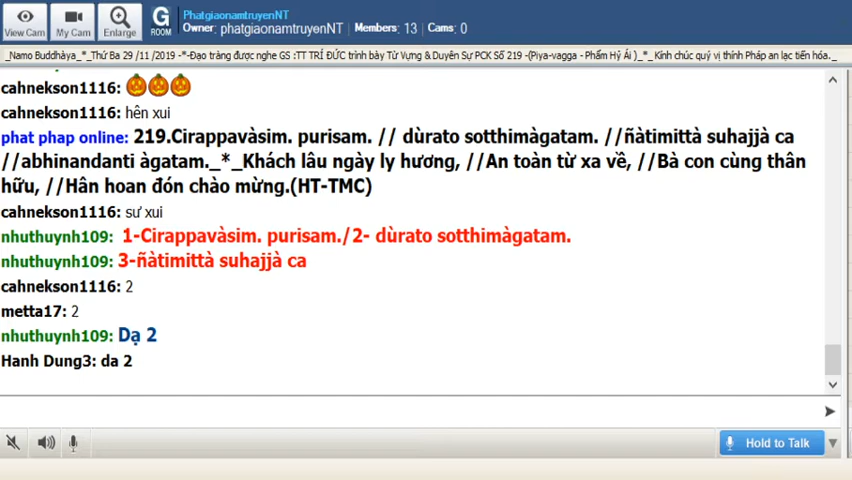 PhatgiaonamtruyenNT
Owner: phatgiaonamtruyenNT Members: 13 Cams: 0
View Cam My Cam Enlarge G ROOM
_Namo Buddhàya_*_Thứ Ba 29 /11 /2019 -*-Đạo tràng được nghe GS :TT TRÍ ĐỨC trình bày Từ Vựng & Duyên Sự PCK Số 219 -(Piya-vagga - Phẩm Hỷ Ái )_*_ Kính chúc quý vị thính Pháp an lạc tiến hóa._
cahnekson1116:
cahnekson1116: hên xui
phat phap online: 219.Cirappavàsim. purisam. // dùrato sotthimàgatam. //ñàtimittà suhajjà ca
//abhinandanti àgatam._*_Khách lâu ngày ly hương, //An toàn từ xa về, //Bà con cùng thân
hữu, //Hân hoan đón chào mừng.(HT-TMC)
cahnekson1116: sư xui
nhuthuynh109: 1-Cirappavàsim. purisam./2- dùrato sotthimàgatam.
nhuthuynh109: 3-ñàtimittà suhajjà ca
cahnekson1116: 2
metta17: 2
nhuthuynh109: Dạ 2
Hanh Dung3: da 2
Hold to Talk